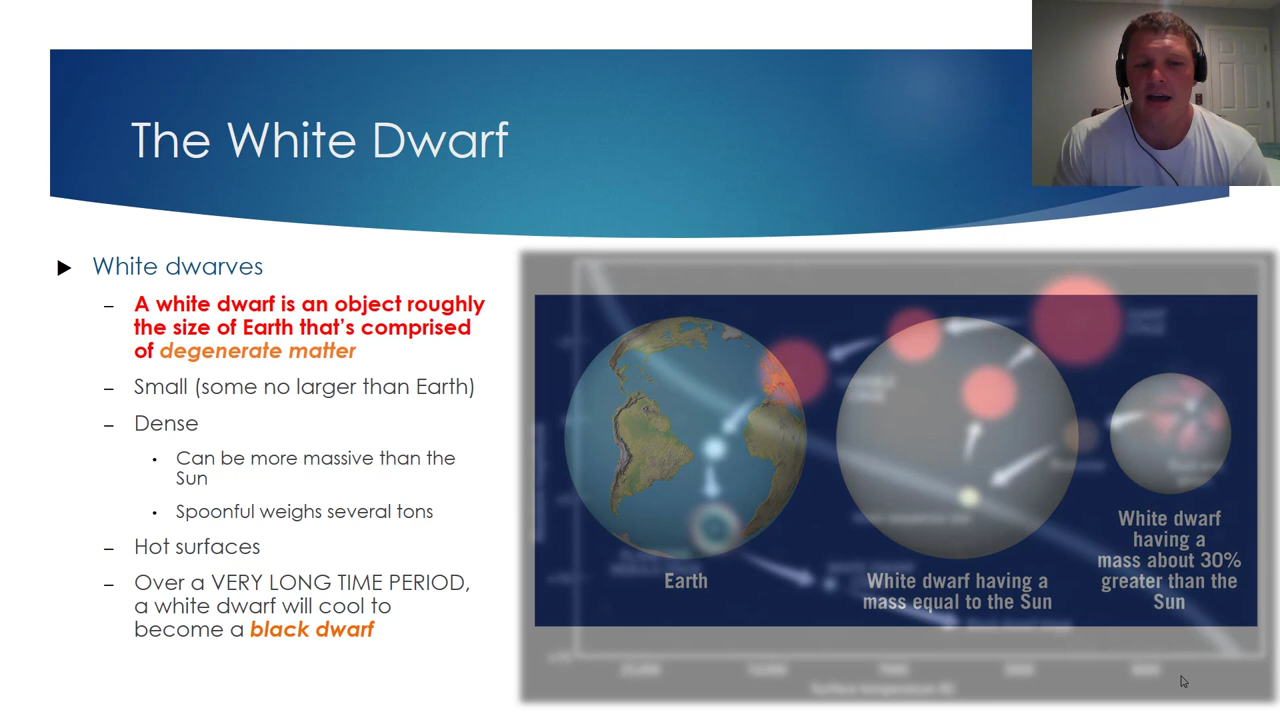 The White Dwarf
White dwarves
– A white dwarf is an object roughly
the size of Earth that's comprised
of degenerate matter
– Small (some no larger than Earth)
– Dense
• Can be more massive than the
Sun
• Spoonful weighs several tons
– Hot surfaces
– Over a VERY LONG TIME PERIOD,
a white dwarf will cool to
become a black dwarf
Earth
White dwarf having a
mass equal to the Sun
White dwarf
having a
mass about 30%
greater than the
Sun
Surface temperature (K)